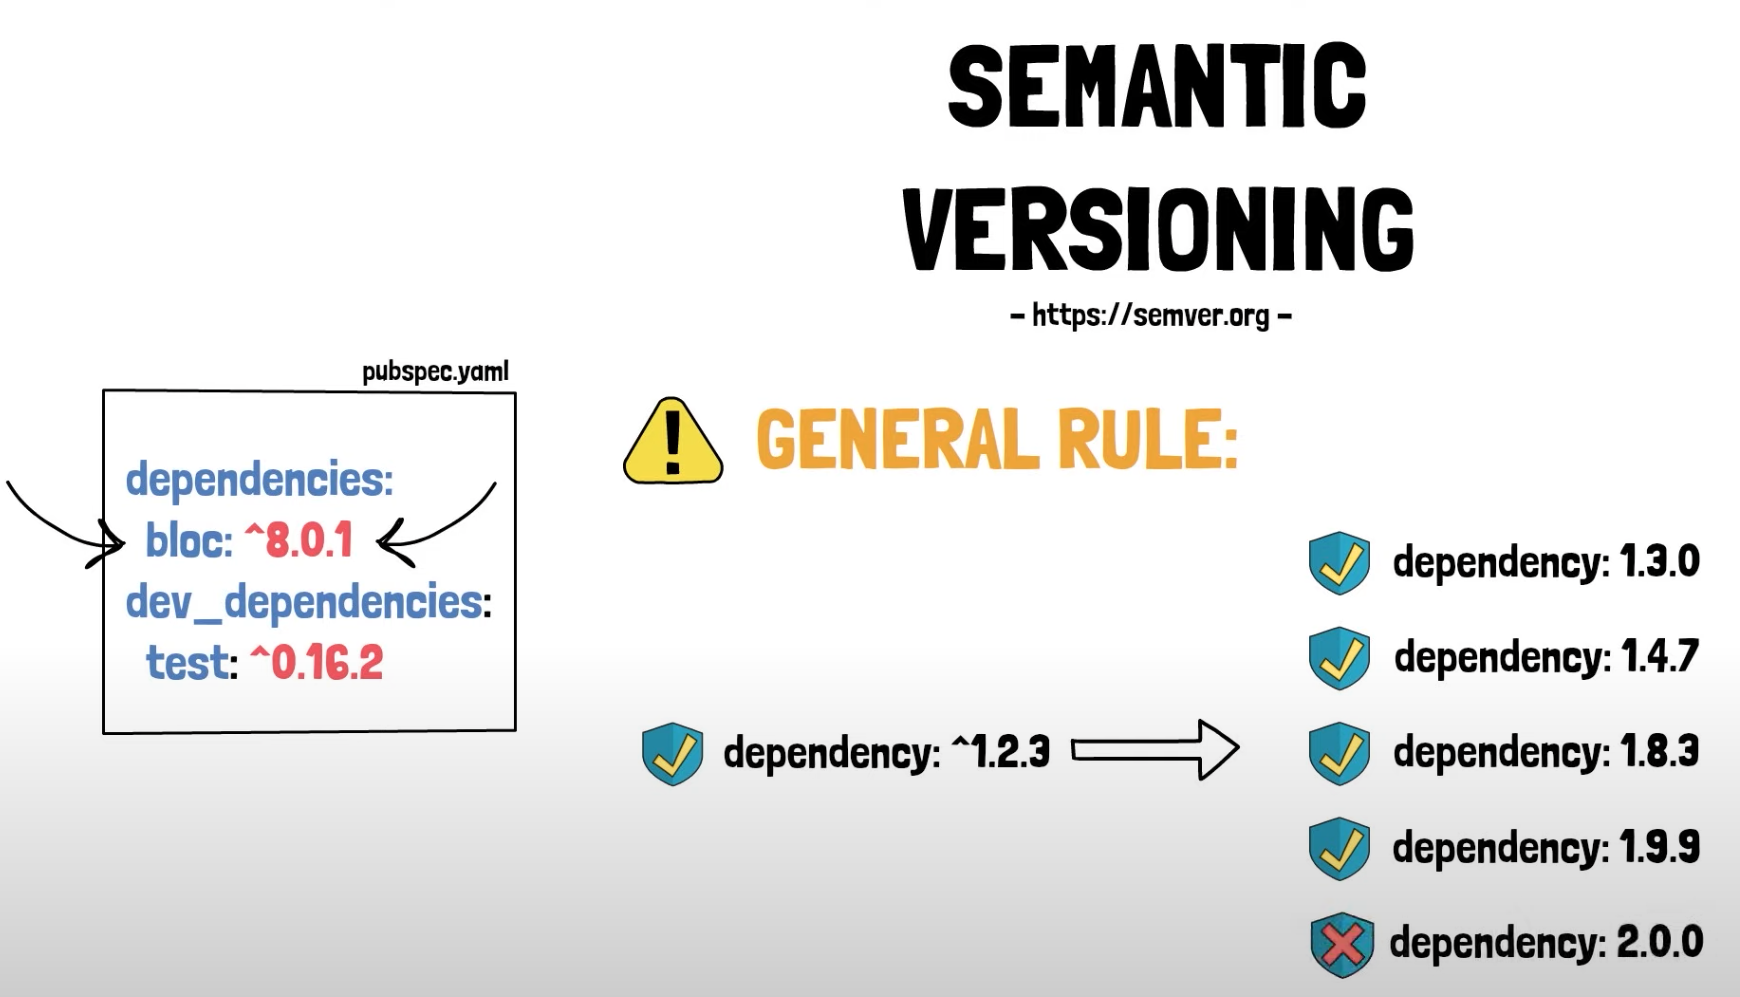 SEMANTIC
VERSIONING
- https://semver.org -
pubspec.yaml
dependencies:
bloc: ^8.0.1
dev_dependencies:
test: ^0.16.2
GENERAL RULE:
dependency: ^1.2.3
dependency: 1.3.0
dependency: 1.4.7
dependency: 1.8.3
dependency: 1.9.9
dependency: 2.0.0